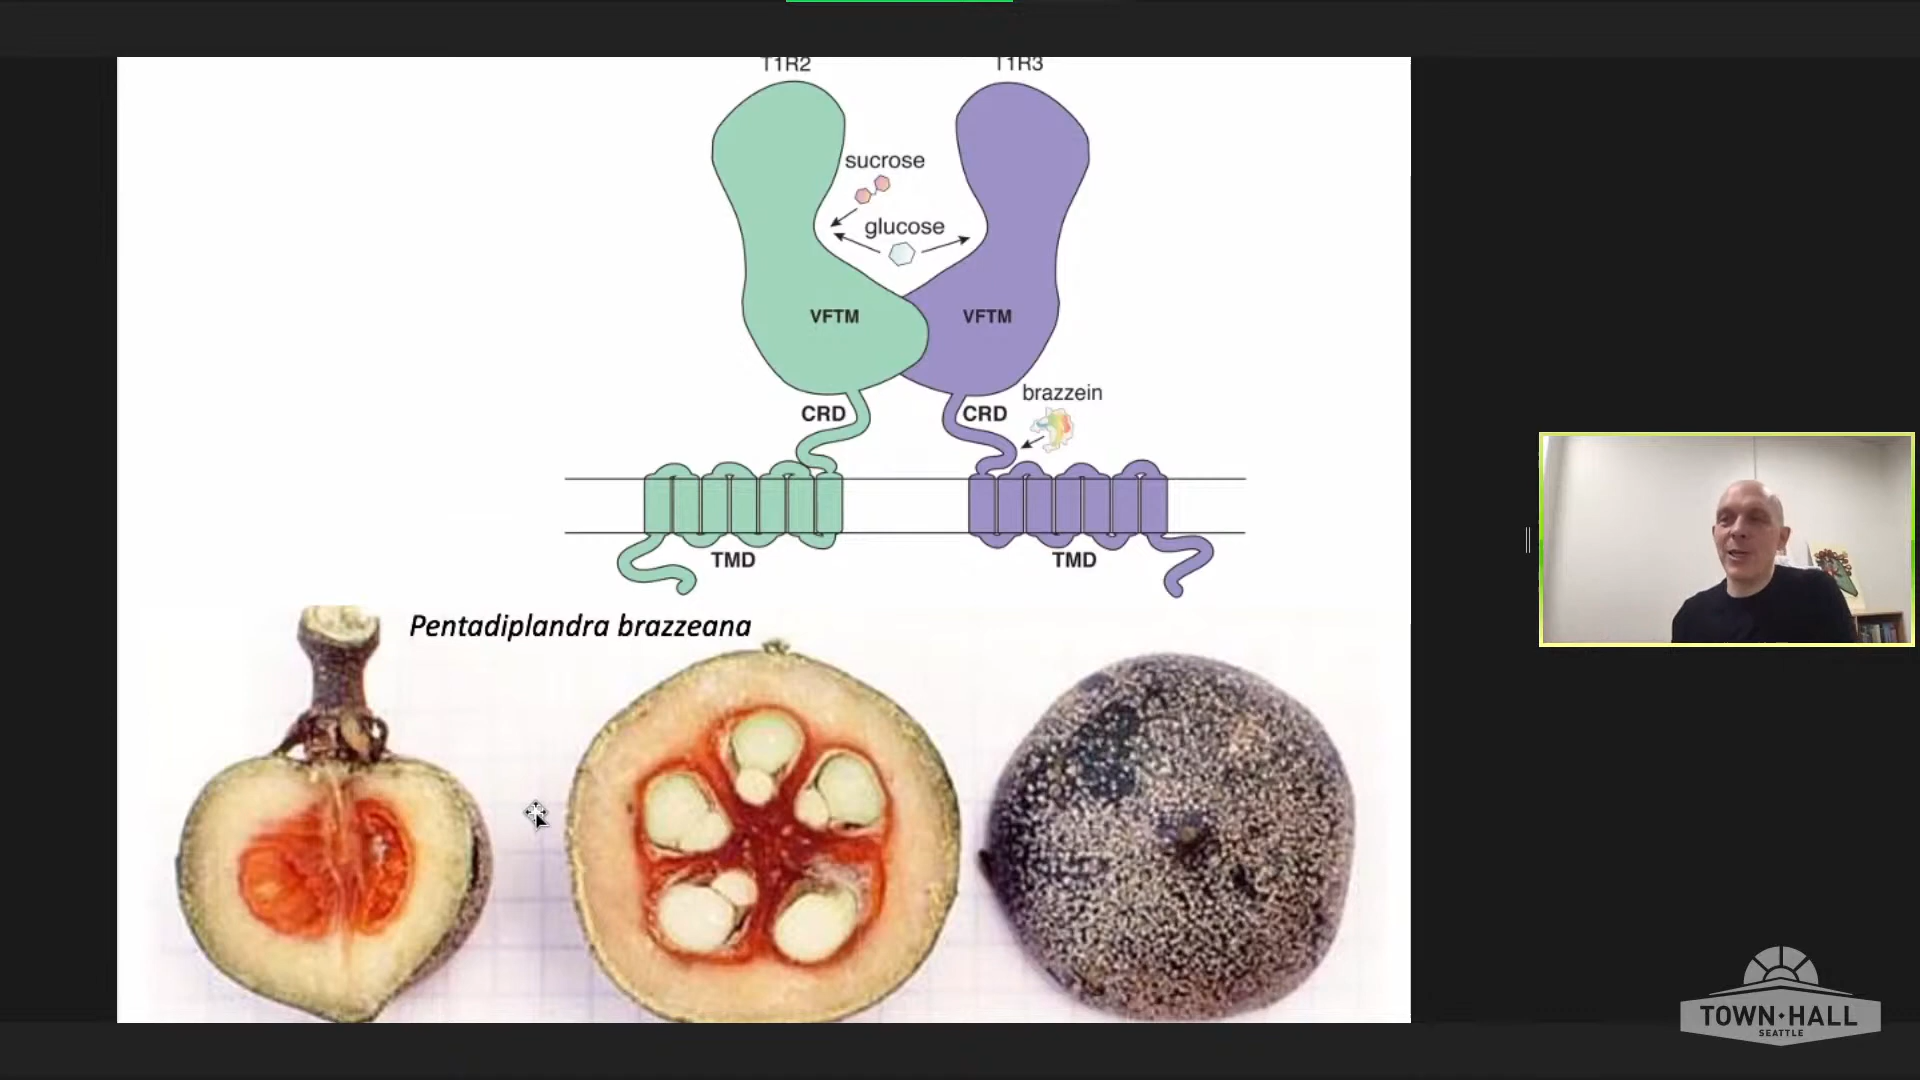 T1R2
T1R3
sucrose
glucose
VFTM
VFTM
brazzein
CRD
CRD
TMD
TMD
Pentadiplandra brazzeana
TOWN·HALL
SEATTLE